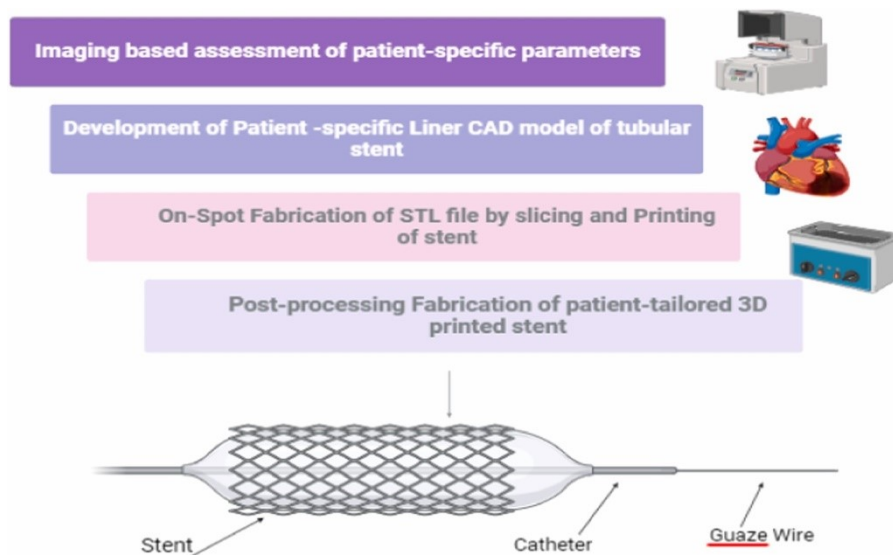 Imaging based assessment of patient-specific parameters
Development of Patient -specific Liner CAD model of tubular
stent
On-Spot Fabrication of STL file by slicing and Printing
of stent
Post-processing Fabrication of patient-tailored 3D
printed stent
Stent
Catheter
Guaze Wire